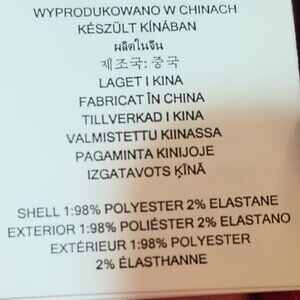 WYPRODUKOWANO W CHINACH
KÉSZÜLT KÍNÁBAN
ผลิตในจีน
제조국: 중국
LAGET I KINA
FABRICAT ÎN CHINA
TILLVERKAD I KINA
VALMISTETTU KIINASSA
PAGAMINTA KINIJOJE
IZGATAVOTS ĶĪNĀ
SHELL 1:98% POLYESTER 2% ELASTANE
EXTERIOR 1:98% POLIÉSTER 2% ELASTANO
EXTÉRIEUR 1:98% POLYESTER
2% ÉLASTHANNE